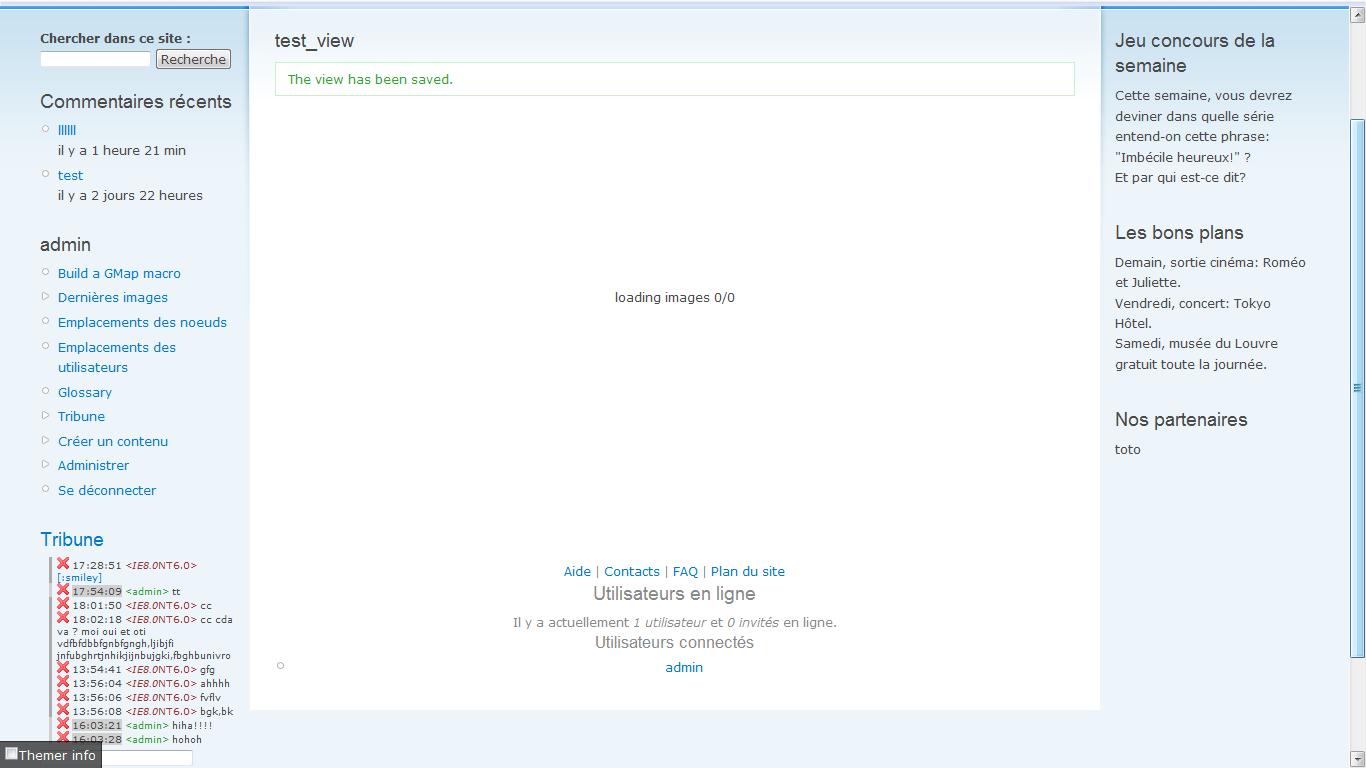 Chercher dans ce site :
Recherche
Commentaires récents
llllll
il y a 1 heure 21 min
test
il y a 2 jours 22 heures
admin
Build a GMap macro
Dernières images
Emplacements des noeuds
Emplacements des
utilisateurs
Glossary
Tribune
Créer un contenu
Administrer
Se déconnecter
Tribune
17:28:51 <IE8.0NT6.0>
[:smiley]
17:54:09 <admin> tt
18:01:50 <IE8.0NT6.0> cc
18:02:18 <IE8.0NT6.0> cc cda
va ? moi oui et oti
vdfbfdbbfgnbfgngh,ljibjfi
jnfubghrtjnhikjijnbujgki,fbghbunivro
13:54:41 <IE8.0NT6.0> gfg
13:56:04 <IE8.0NT6.0> ahhhh
13:56:06 <IE8.0NT6.0> fvflv
13:56:08 <IE8.0NT6.0> bgk,bk
16:03:21 <admin> hiha!!!!
16:03:28 <admin> hohoh
Themer info
test_view
The view has been saved.
loading images 0/0
Aide | Contacts | FAQ | Plan du site
Utilisateurs en ligne
Il y a actuellement 1 utilisateur et 0 invités en ligne.
Utilisateurs connectés
admin
Jeu concours de la
semaine
Cette semaine, vous devrez
deviner dans quelle série
entend-on cette phrase:
"Imbécile heureux!" ?
Et par qui est-ce dit?
Les bons plans
Demain, sortie cinéma: Roméo
et Juliette.
Vendredi, concert: Tokyo
Hôtel.
Samedi, musée du Louvre
gratuit toute la journée.
Nos partenaires
toto